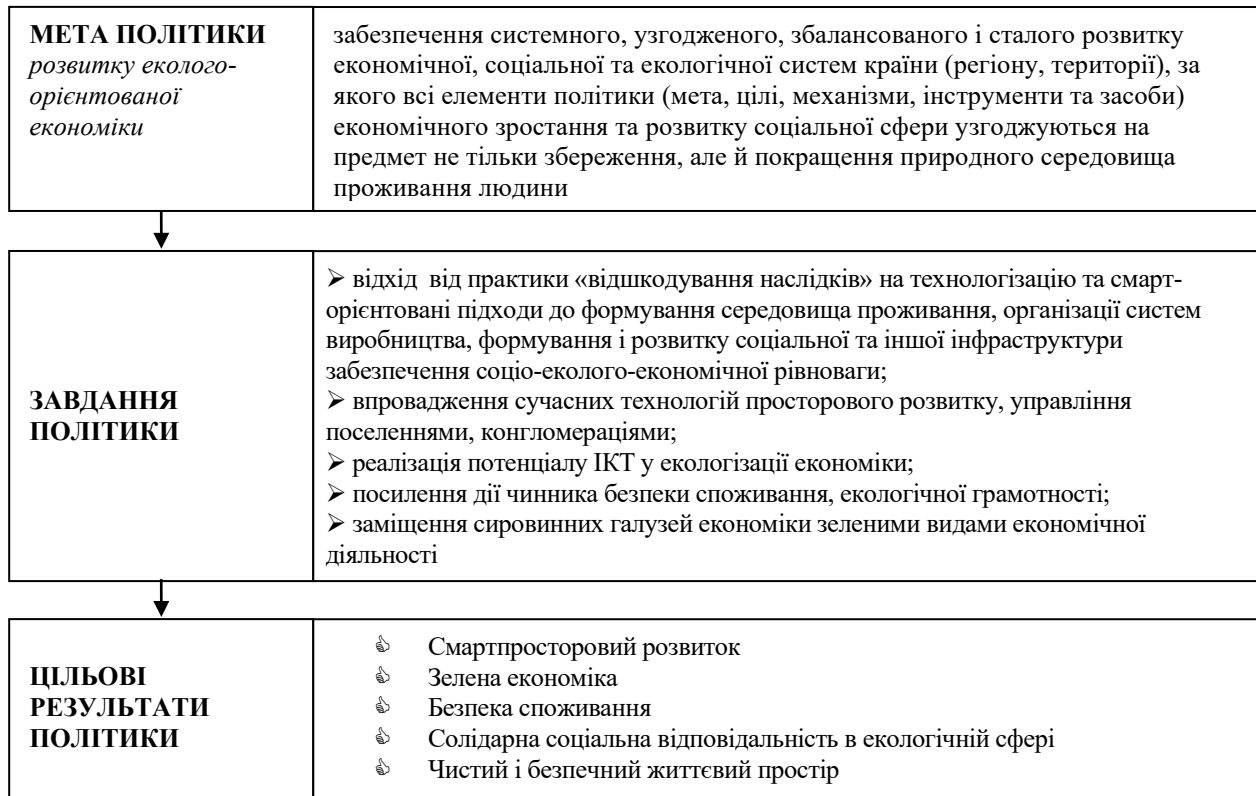 МЕТА ПОЛІТИКИ
розвитку еколого-
орієнтованої
економіки
забезпечення системного, узгодженого, збалансованого і сталого розвитку
економічної, соціальної та екологічної систем країни (регіону, території), за
якого всі елементи політики (мета, цілі, механізми, інструменти та засоби)
економічного зростання та розвитку соціальної сфери узгоджуються на
предмет не тільки збереження, але й покращення природного середовища
проживання людини
ЗАВДАННЯ
ПОЛІТИКИ
➢ відхід від практики «відшкодування наслідків» на технологізацію та смарт-
орієнтовані підходи до формування середовища проживання, організації систем
виробництва, формування і розвитку соціальної та іншої інфраструктури
забезпечення соціо-еколого-економічної рівноваги;
➢ впровадження сучасних технологій просторового розвитку, управління
поселеннями, конгломераціями;
➢ реалізація потенціалу ІКТ у екологізації економіки;
➢ посилення дії чинника безпеки споживання, екологічної грамотності;
➢ заміщення сировинних галузей економіки зеленими видами економічної
діяльності
ЦІЛЬОВІ
РЕЗУЛЬТАТИ
ПОЛІТИКИ
Смартпросторовий розвиток
Зелена економіка
Безпека споживання
Солідарна соціальна відповідальність в екологічній сфері
Чистий і безпечний життєвий простір